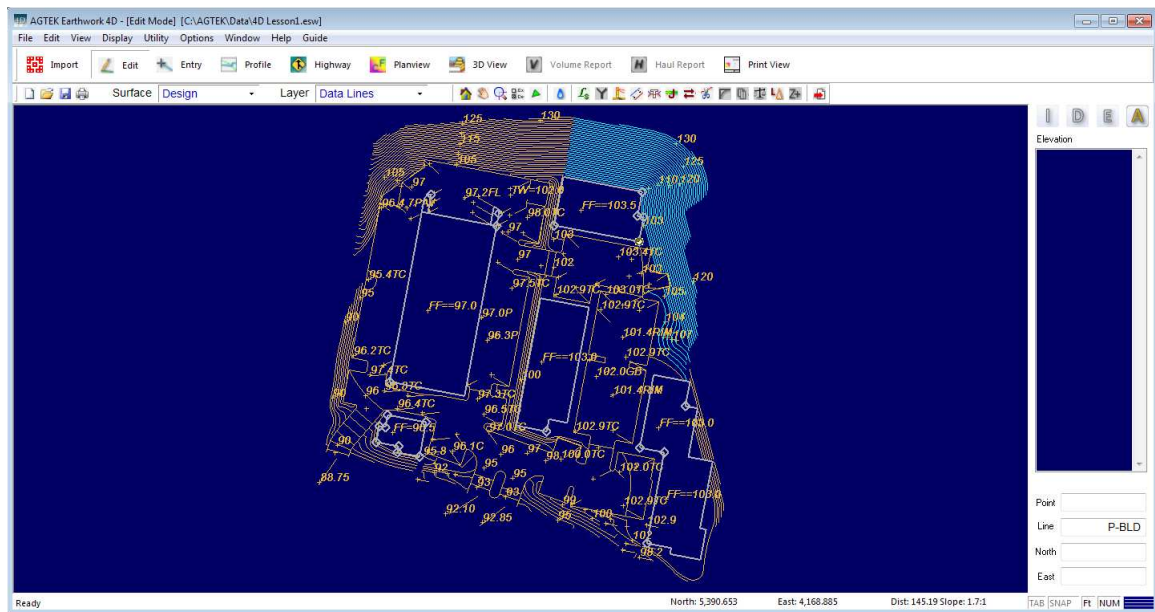 AGTEK Earthwork 4D - [Edit Mode] [C:\AGTEK\Data\4D Lesson1.esw]
File Edit View Display Utility Options Window Help Guide
Import Edit Entry Profile Highway Planview 3D View Volume Report Haul Report Print View
Surface Design Layer Data Lines
I D E A
Elevation
125
130
115
105
130
125
110 120
105
97
97.2FL
TW=102.0
98.0TC
FF==103.5
103
97
103
103.4TC
97
102
103
120
95.4TC
95
97.5TC
102.9TC
103.0TC
105
102.9TC
FF==97.0
97.0P
104
90
96.3P
101.4RIM
107
96.2TC
FF==103.0
102.9TC
97.4TC
102.0GB
100
96.3TC
96
101.4RIM
90
97.3TC
96.4TC
96.5TC
FF==96.5
97.0TC
102.9TC
FF==103.0
90
95.8
96.1C
96
97
98
100.0TC
88.75
92
95
95
102.0TC
93
93
99
102.9TC
FF==103.0
92.10
92.85
95
100
102.9
102
98.2
Point
Line P-BLD
North
East
Ready
North: 5,390.653 East: 4,168.885 Dist: 145.19 Slope: 1.7:1 TAB SNAP Ft NUM